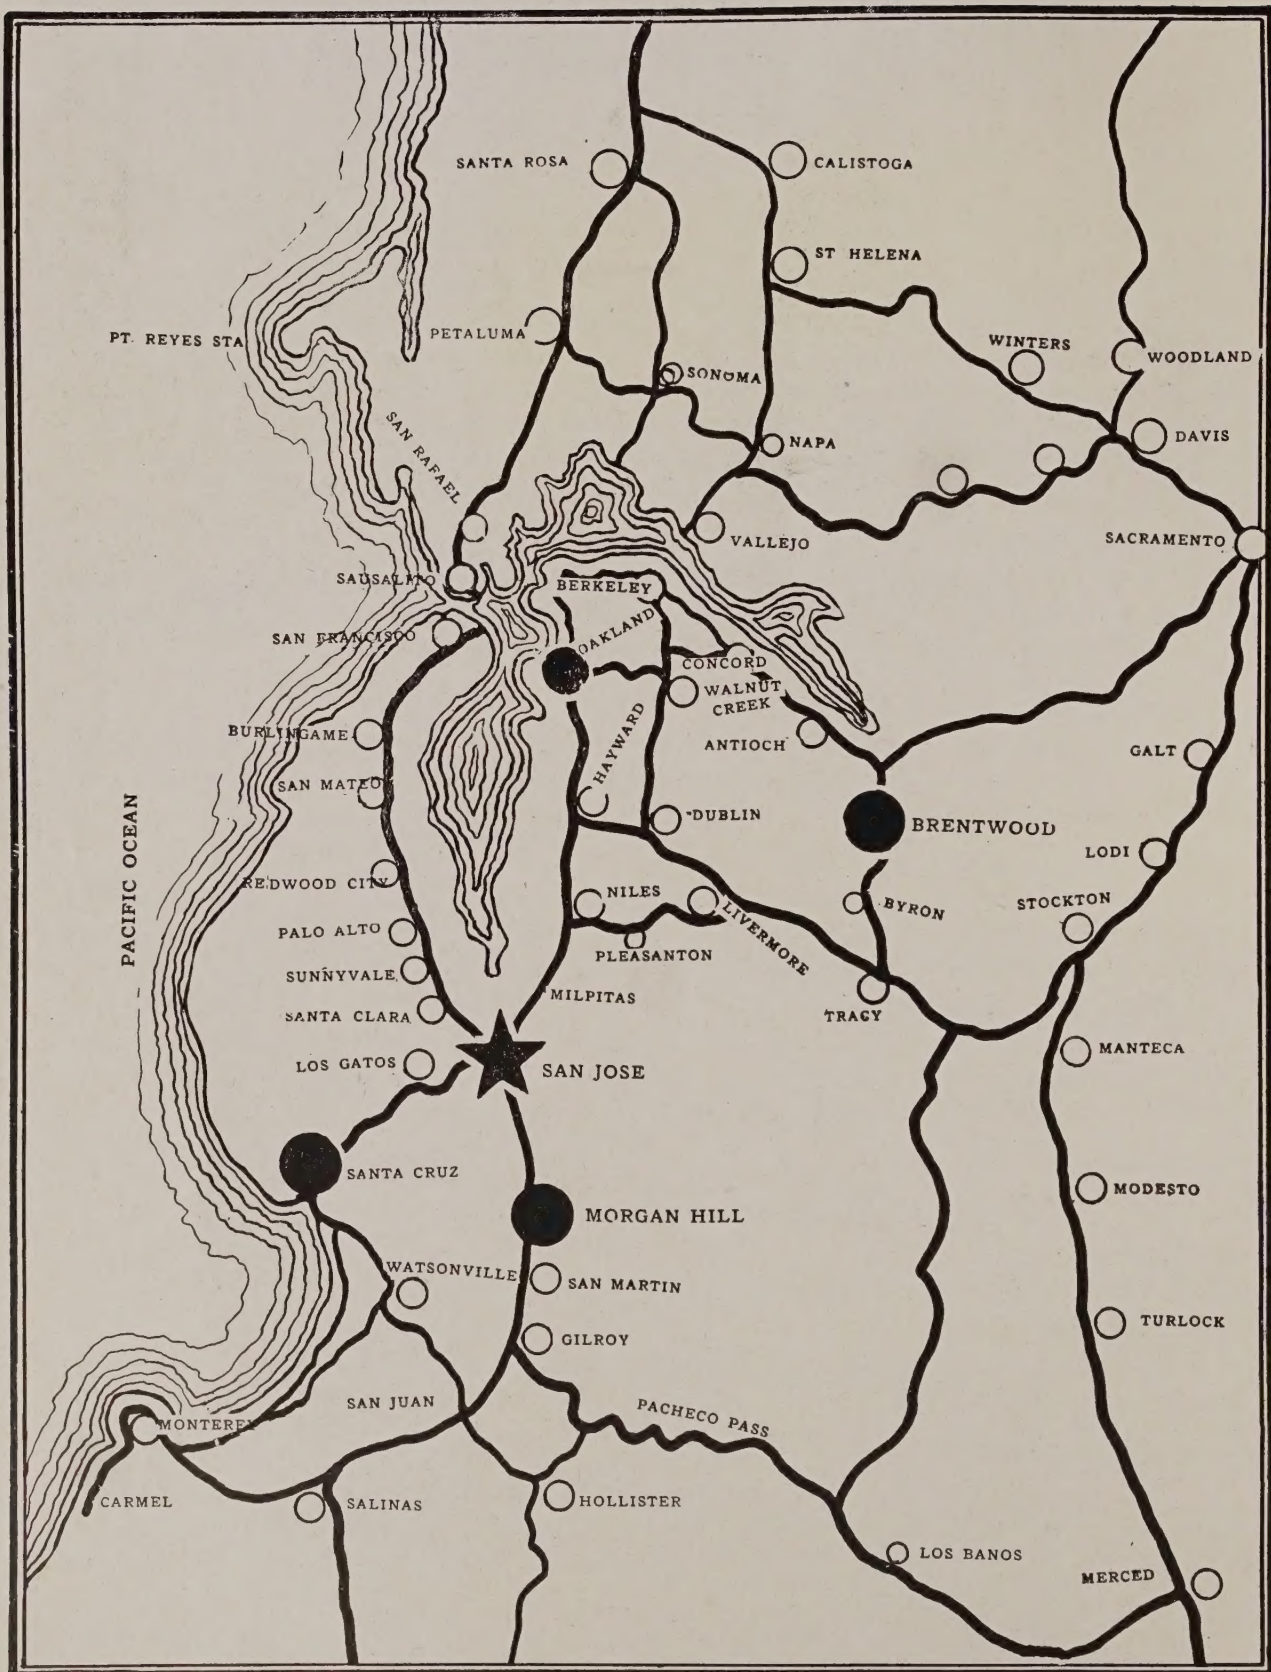 SANTA ROSA
CALISTOGA
ST HELENA
PT. REYES STA
PETALUMA
WINTERS
WOODLAND
SONOMA
SAN RAFAEL
NAPA
DAVIS
VALLEJO
SACRAMENTO
SAUSALITO
BERKELEY
SAN FRANCISCO
OAKLAND
CONCORD
WALNUT
CREEK
BURLINGAME
HAYWARD
ANTIOCH
GALT
SAN MATEO
DUBLIN
BRENTWOOD
PACIFIC OCEAN
LODI
REDWOOD CITY
NILES
LIVERMORE
BYRON
STOCKTON
PALO ALTO
PLEASANTON
SUNNYVALE
MILPITAS
SANTA CLARA
TRACY
MANTECA
LOS GATOS
SAN JOSE
SANTA CRUZ
MODESTO
MORGAN HILL
WATSONVILLE
SAN MARTIN
TURLOCK
GILROY
SAN JUAN
PACHECO PASS
MONTEREY
CARMEL
SALINAS
HOLLISTER
LOS BANOS
MERCED